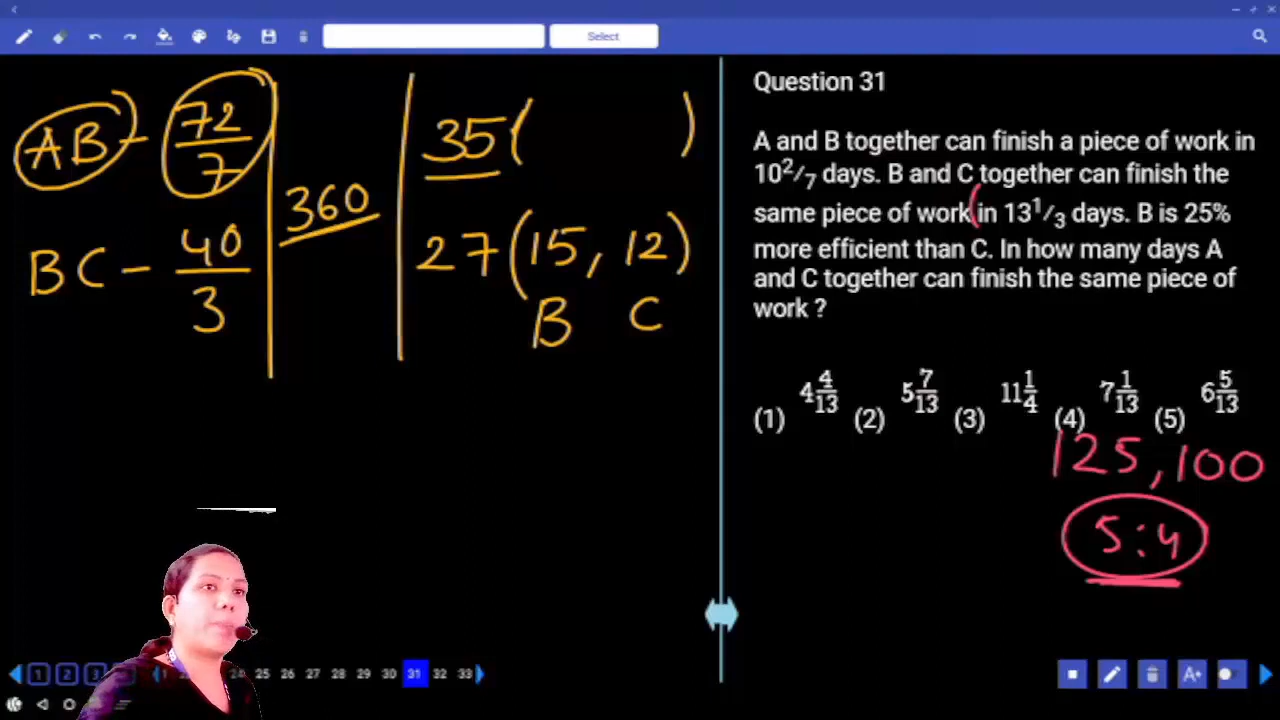 Select
AB - 72/7
360
35( )
BC - 40/3
27(15, 12)
B C
Question 31
A and B together can finish a piece of work in
10 2/7 days. B and C together can finish the
same piece of work (in 13 1/3 days. B is 25%
more efficient than C. In how many days A
and C together can finish the same piece of
work ?
(1) 4 4/13 (2) 5 7/13 (3) 11 1/4 (4) 7 1/13 (5) 6 5/13
125, 100
5:4
1 2 3 24 25 26 27 28 29 30 31 32 33
A+